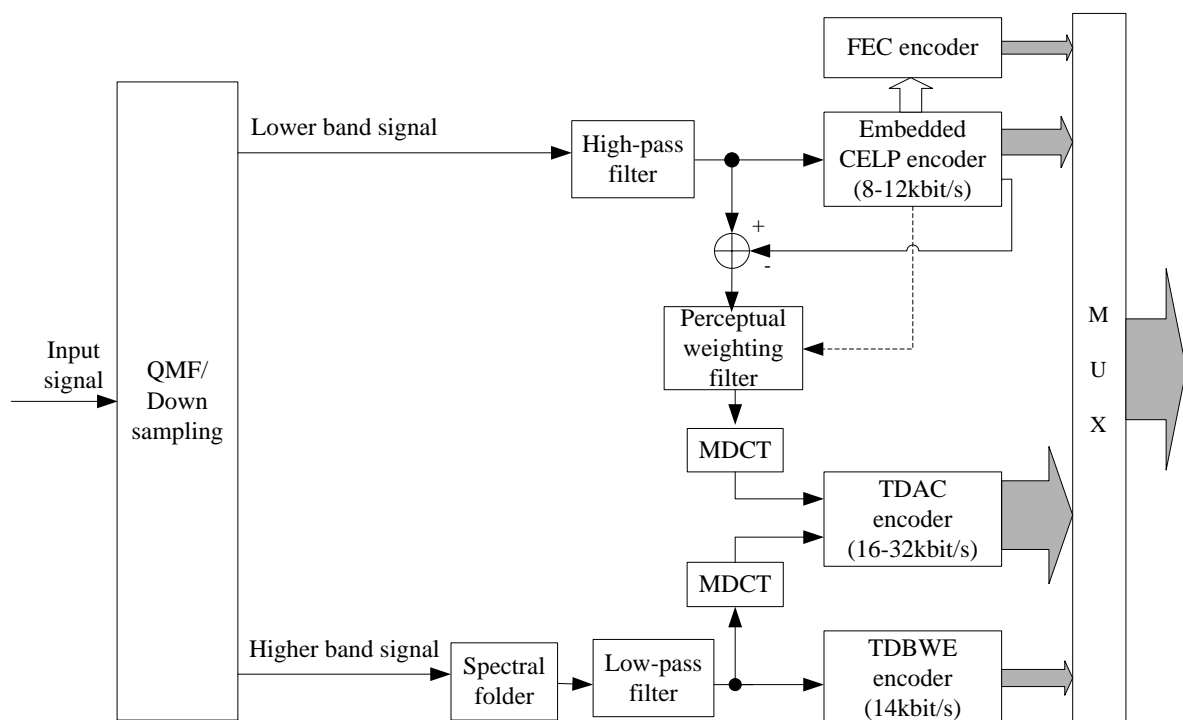 FEC encoder
Lower band signal
High-pass
filter
Embedded
CELP encoder
(8-12kbit/s)
+
-
Perceptual
weighting
filter
Input
signal
QMF/
Down
sampling
M
U
X
MDCT
TDAC
encoder
(16-32kbit/s)
MDCT
Higher band signal
Spectral
folder
Low-pass
filter
TDBWE
encoder
(14kbit/s)